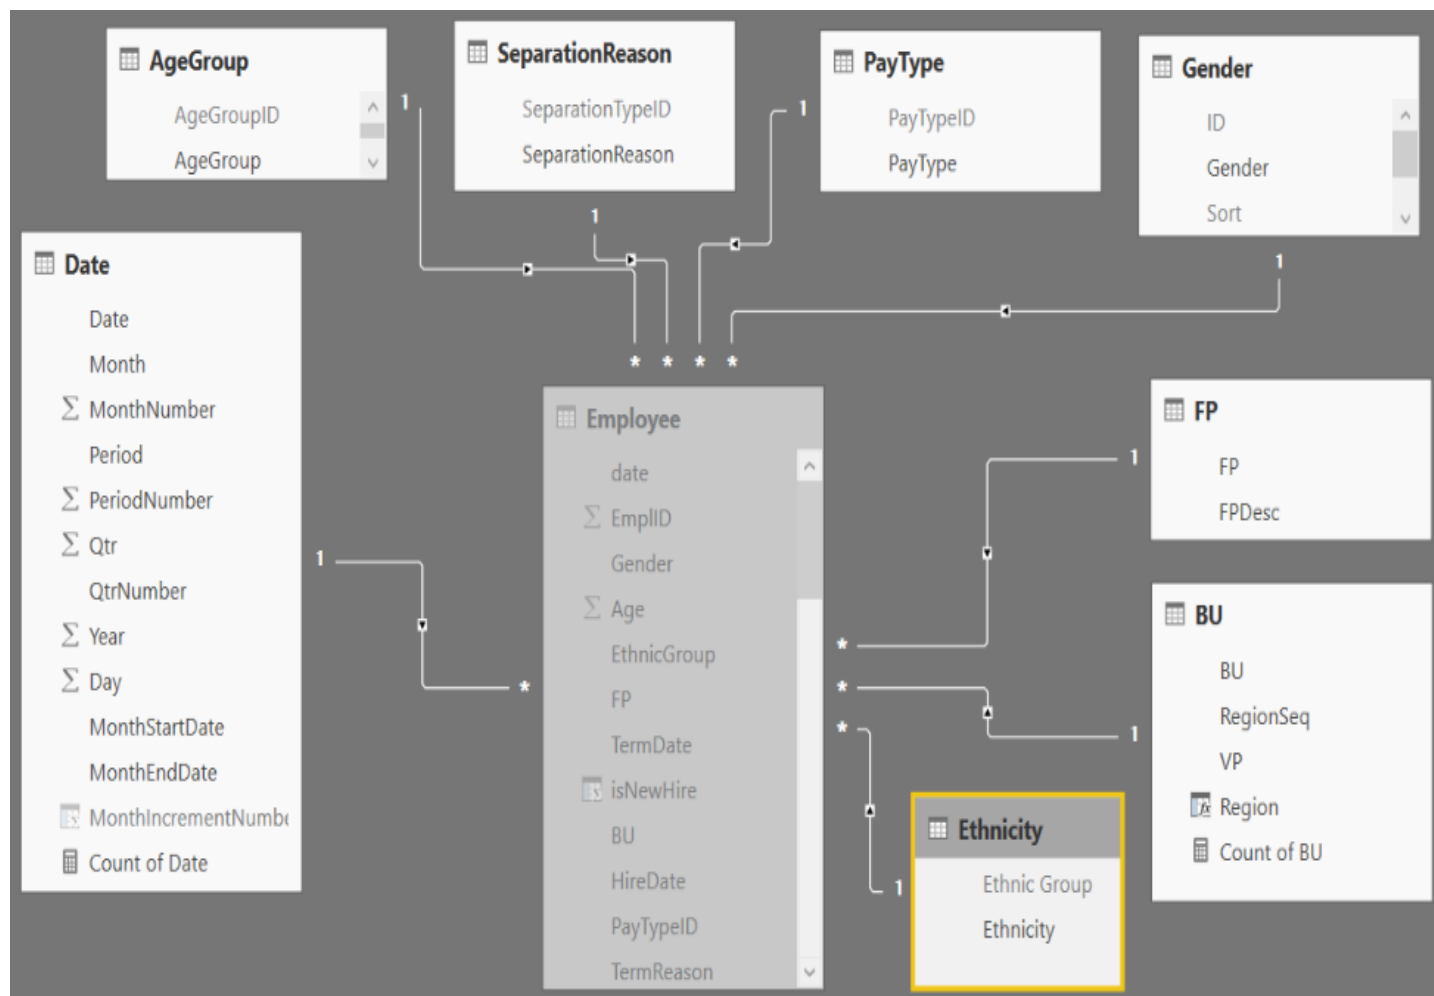 AgeGroup
AgeGroupID
AgeGroup
1
SeparationReason
SeparationTypeID
SeparationReason
1
PayType
PayTypeID
PayType
1
Gender
ID
Gender
Sort
1
Date
Date
Month
∑ MonthNumber
Period
∑ PeriodNumber
∑ Qtr
QtrNumber
∑ Year
∑ Day
MonthStartDate
MonthEndDate
MonthIncrementNumbe
Count of Date
1
*
* * * *
Employee
date
∑ EmplID
Gender
∑ Age
EthnicGroup
FP
TermDate
isNewHire
BU
HireDate
PayTypeID
TermReason
*
*
*
FP
FP
FPDesc
1
BU
BU
RegionSeq
VP
Region
Count of BU
1
Ethnicity
Ethnic Group
Ethnicity
1